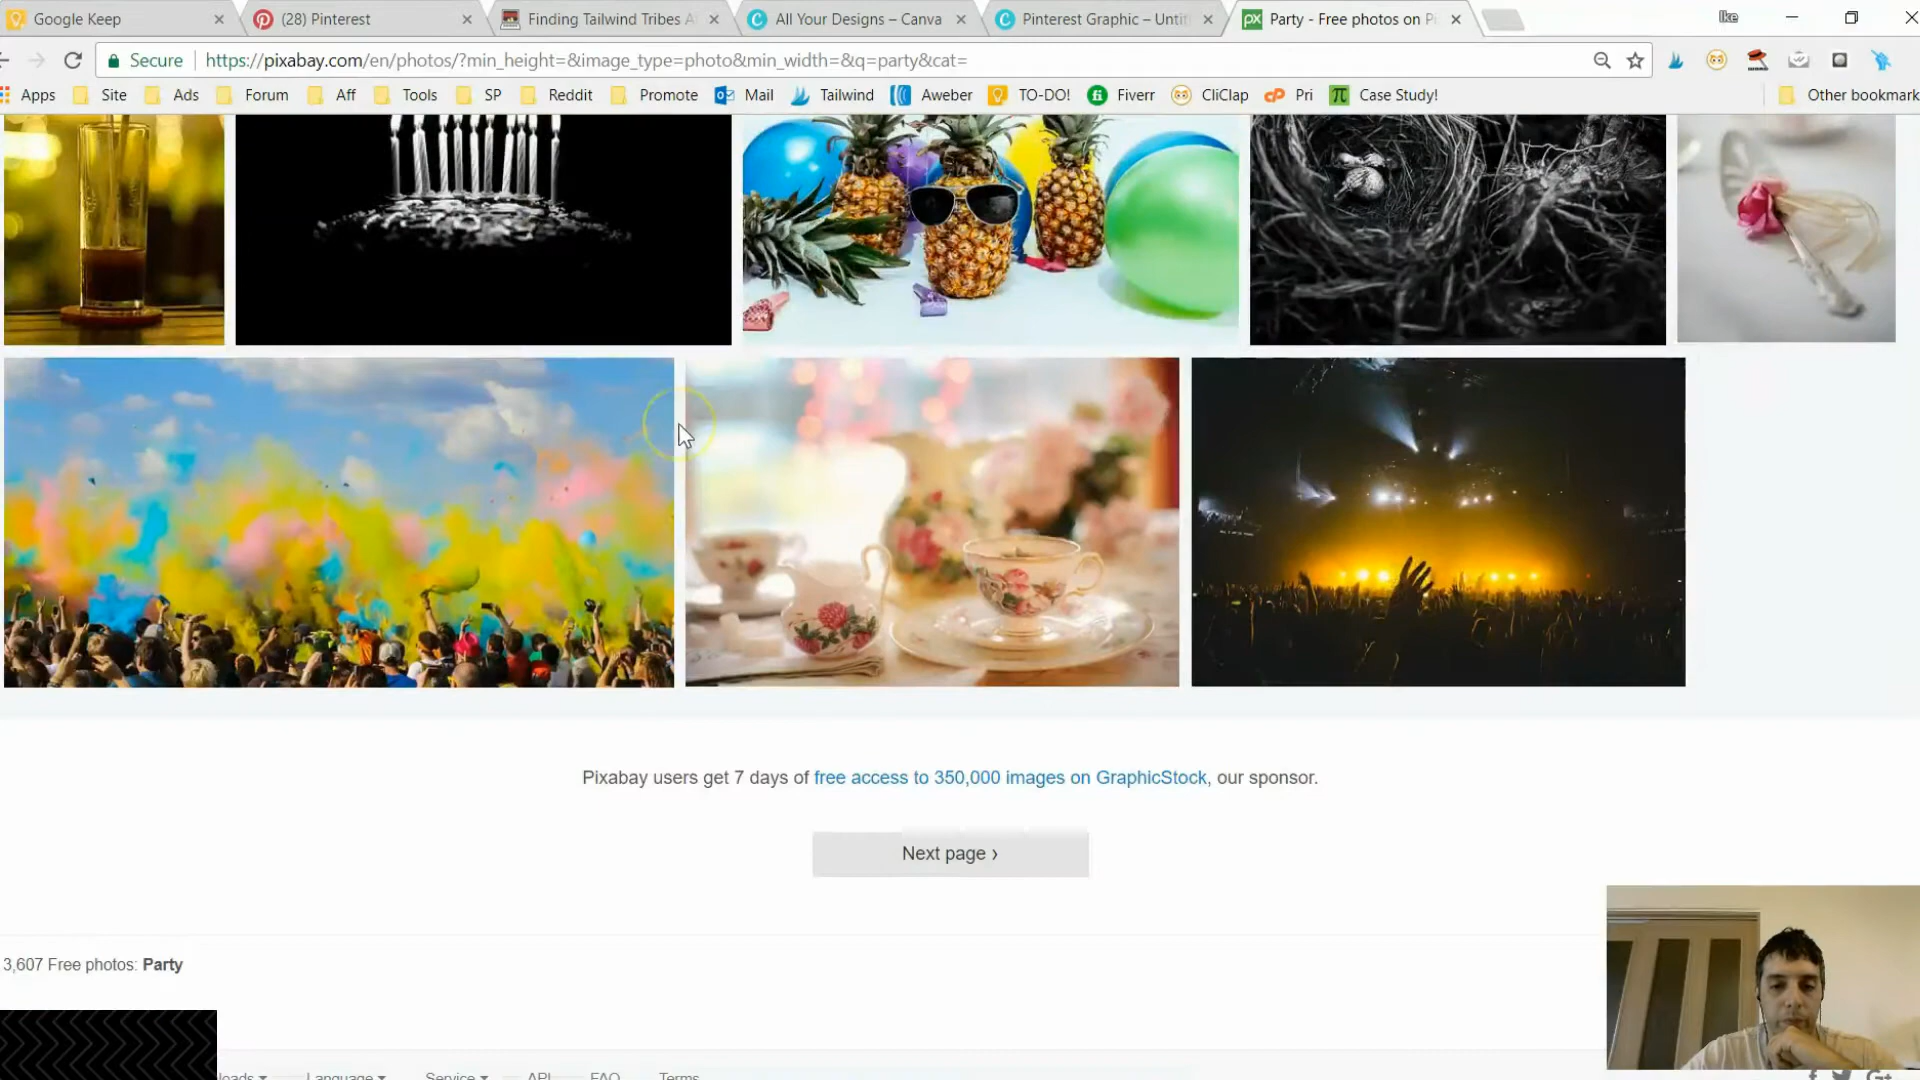 Google Keep
(28) Pinterest
Finding Tailwind Tribes
All Your Designs – Canva
Pinterest Graphic – Untit
Party - Free photos on P
Ike
Secure
https://pixabay.com/en/photos/?min_height=&image_type=photo&min_width=&q=party&cat=
Apps Site Ads Forum Aff Tools SP Reddit Promote Mail Tailwind Aweber TO-DO! Fiverr CliClap Pri Case Study! Other bookmark
Pixabay users get 7 days of free access to 350,000 images on GraphicStock, our sponsor.
Next page ›
3,607 Free photos: Party
Language Service API FAQ Terms